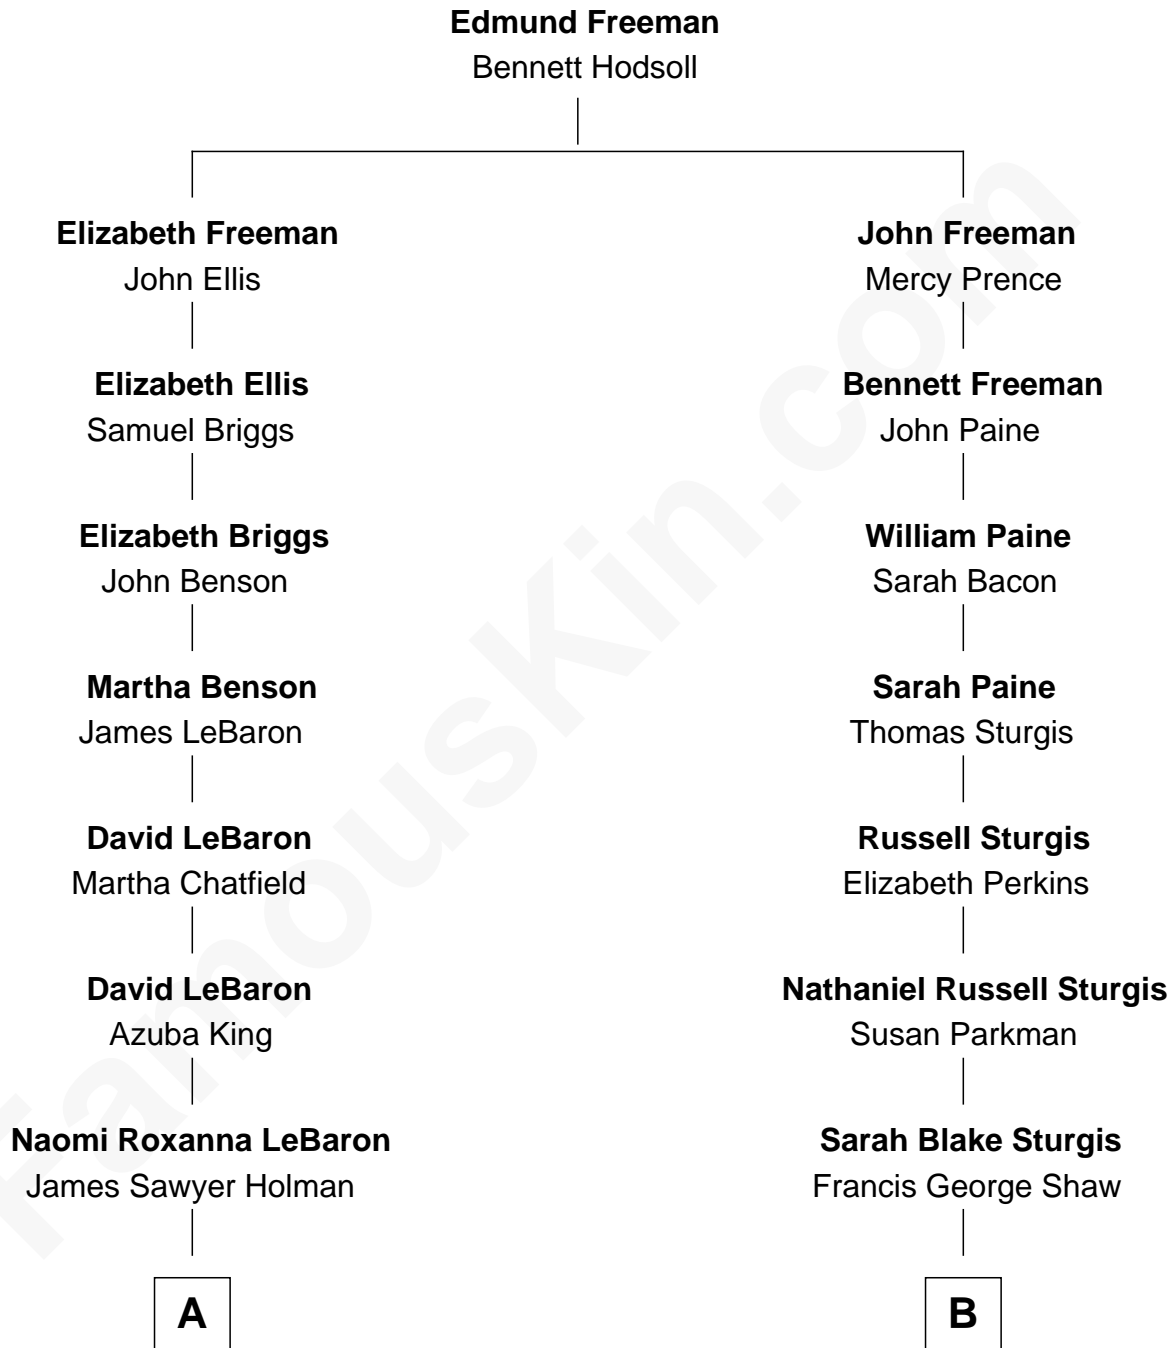 Edmund Freeman
Bennett Hodsoll
Elizabeth Freeman
John Ellis
John Freeman
Mercy Prence
Elizabeth Ellis
Samuel Briggs
Bennett Freeman
John Paine
Elizabeth Briggs
John Benson
William Paine
Sarah Bacon
Martha Benson
James LeBaron
Sarah Paine
Thomas Sturgis
David LeBaron
Martha Chatfield
Russell Sturgis
Elizabeth Perkins
David LeBaron
Azuba King
Nathaniel Russell Sturgis
Susan Parkman
Naomi Roxanna LeBaron
James Sawyer Holman
Sarah Blake Sturgis
Francis George Shaw
A
B
FamousKin.com